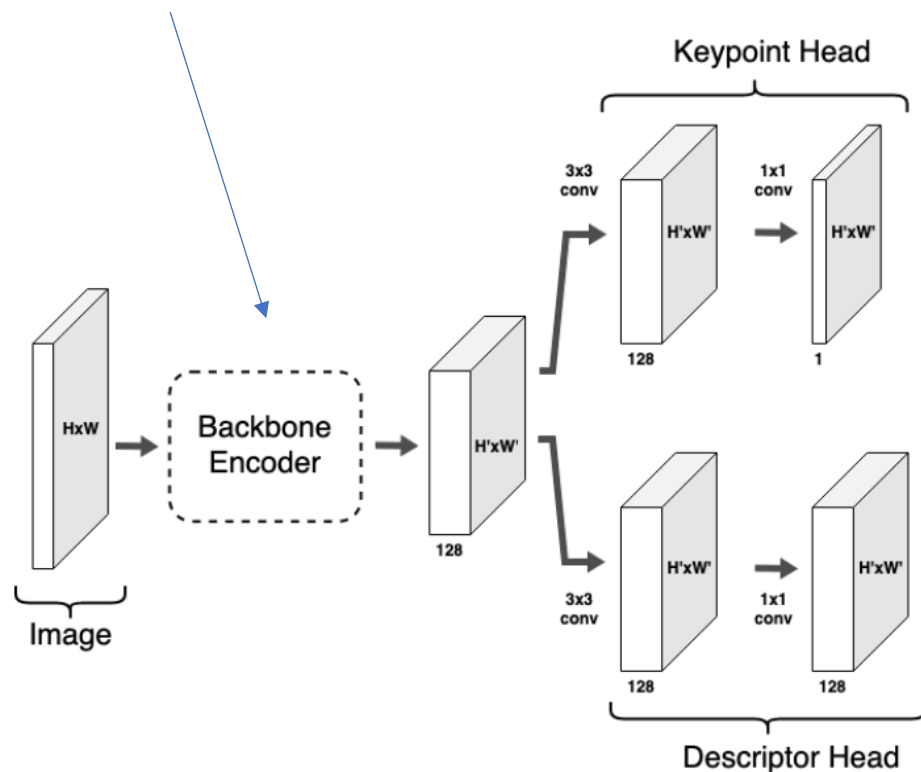 Keypoint Head
3x3
conv
H'xW'
128
1x1
conv
H'xW'
1
HxW
Image
Backbone
Encoder
H'xW'
128
3x3
conv
H'xW'
128
1x1
conv
H'xW'
128
Descriptor Head